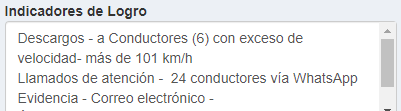 Indicadores de Logro
Descargos - a Conductores (6) con exceso de
velocidad- más de 101 km/h
Llamados de atención -  24 conductores vía WhatsApp
Evidencia - Correo electrónico -